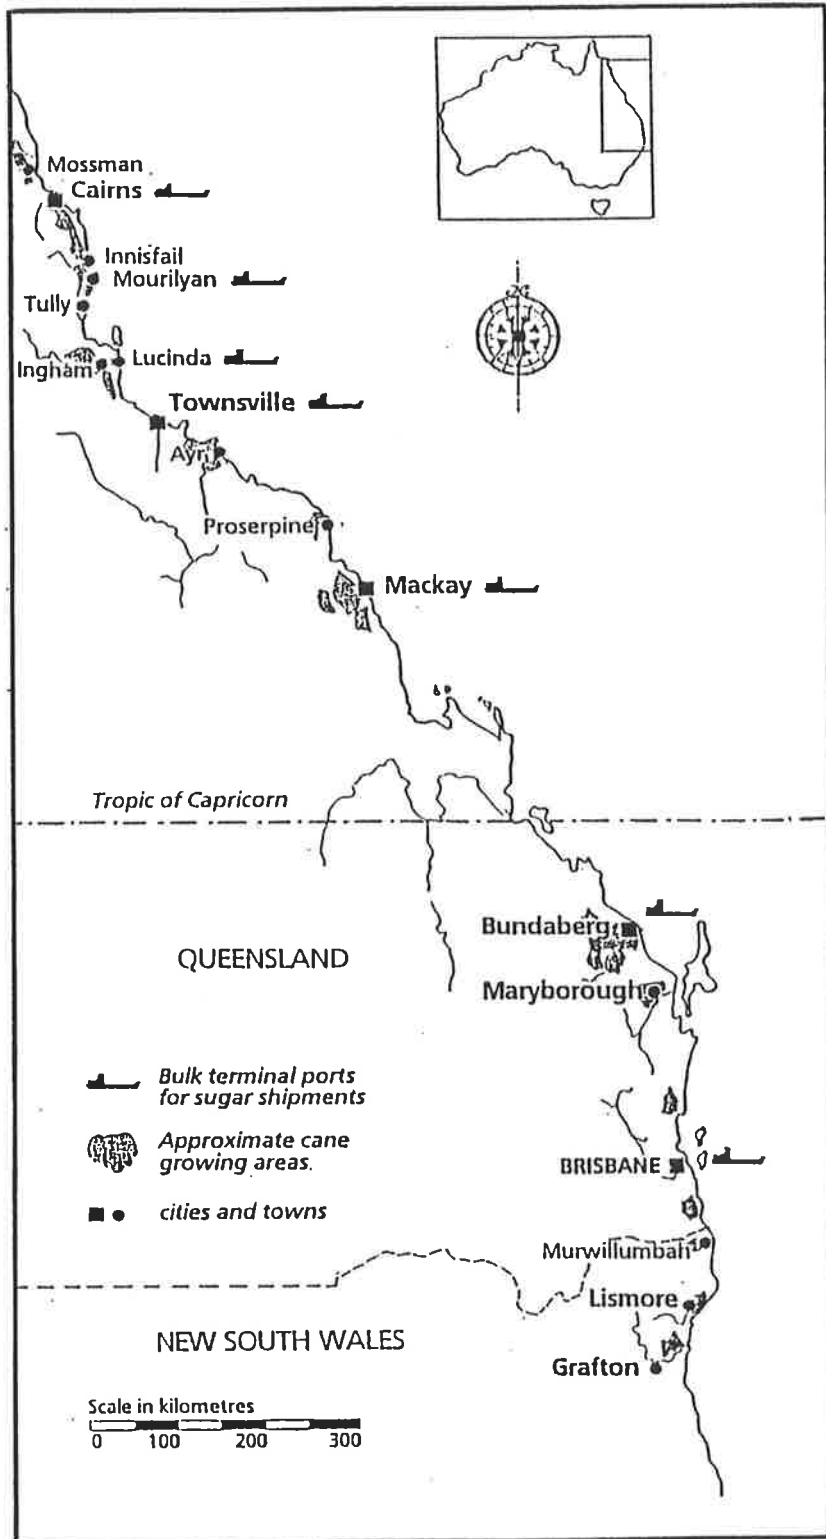 Mossman
Cairns
Innisfail
Mourilyan
Tully
Lucinda
Ingham
Townsville
Ayr
Proserpine
Mackay
Tropic of Capricorn
Bundaberg
QUEENSLAND
Maryborough
Bulk terminal ports
for sugar shipments
Approximate cane
growing areas.
BRISBANE
cities and towns
Murwillumbah
Lismore
NEW SOUTH WALES
Grafton
Scale in kilometres
0 100 200 300